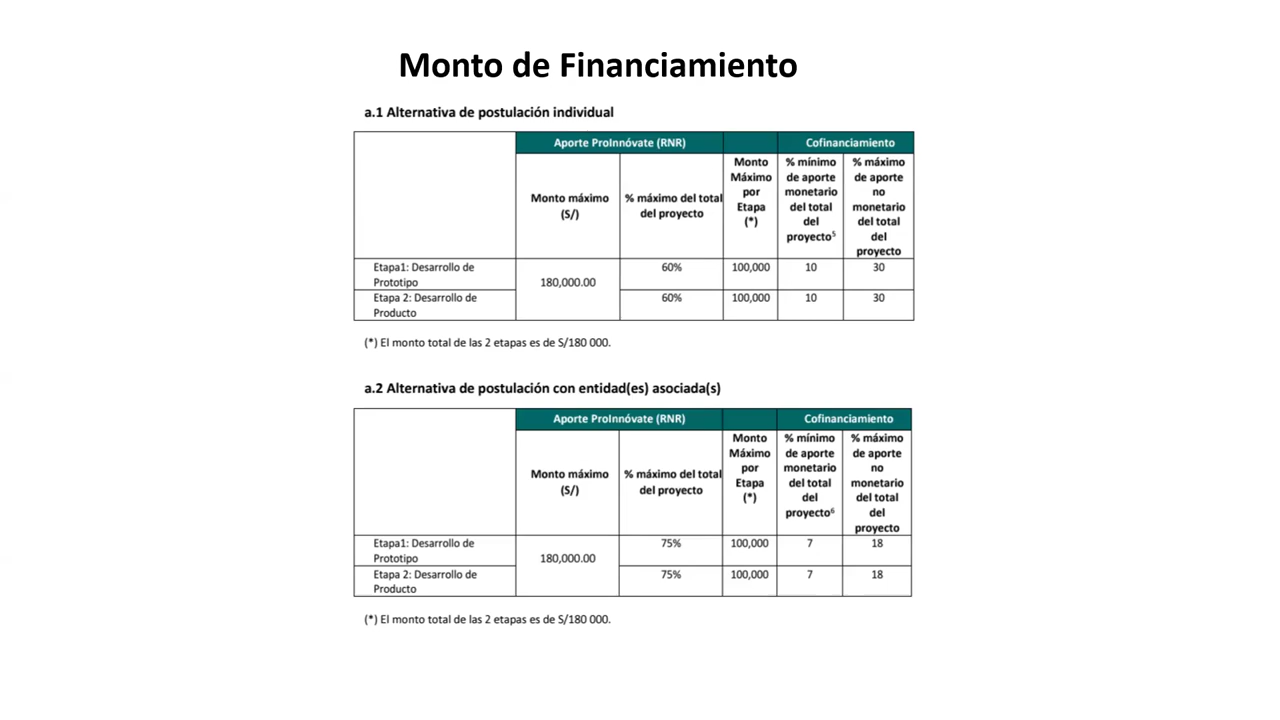 Monto de Financiamiento
a.1 Alternativa de postulación individual
Aporte ProInnóvate (RNR)
Cofinanciamiento
Monto máximo
(S/)
% máximo del total
del proyecto
Monto
Máximo
por
Etapa
(*)
% mínimo
de aporte
monetario
del total
del
proyecto⁵
% máximo
de aporte
no
monetario
del total
del
proyecto
Etapa1: Desarrollo de
Prototipo
180,000.00
60%
100,000
10
30
Etapa 2: Desarrollo de
Producto
60%
100,000
10
30
(*) El monto total de las 2 etapas es de S/180 000.
a.2 Alternativa de postulación con entidad(es) asociada(s)
Aporte ProInnóvate (RNR)
Cofinanciamiento
Monto máximo
(S/)
% máximo del total
del proyecto
Monto
Máximo
por
Etapa
(*)
% mínimo
de aporte
monetario
del total
del
proyecto⁶
% máximo
de aporte
no
monetario
del total
del
proyecto
Etapa1: Desarrollo de
Prototipo
180,000.00
75%
100,000
7
18
Etapa 2: Desarrollo de
Producto
75%
100,000
7
18
(*) El monto total de las 2 etapas es de S/180 000.